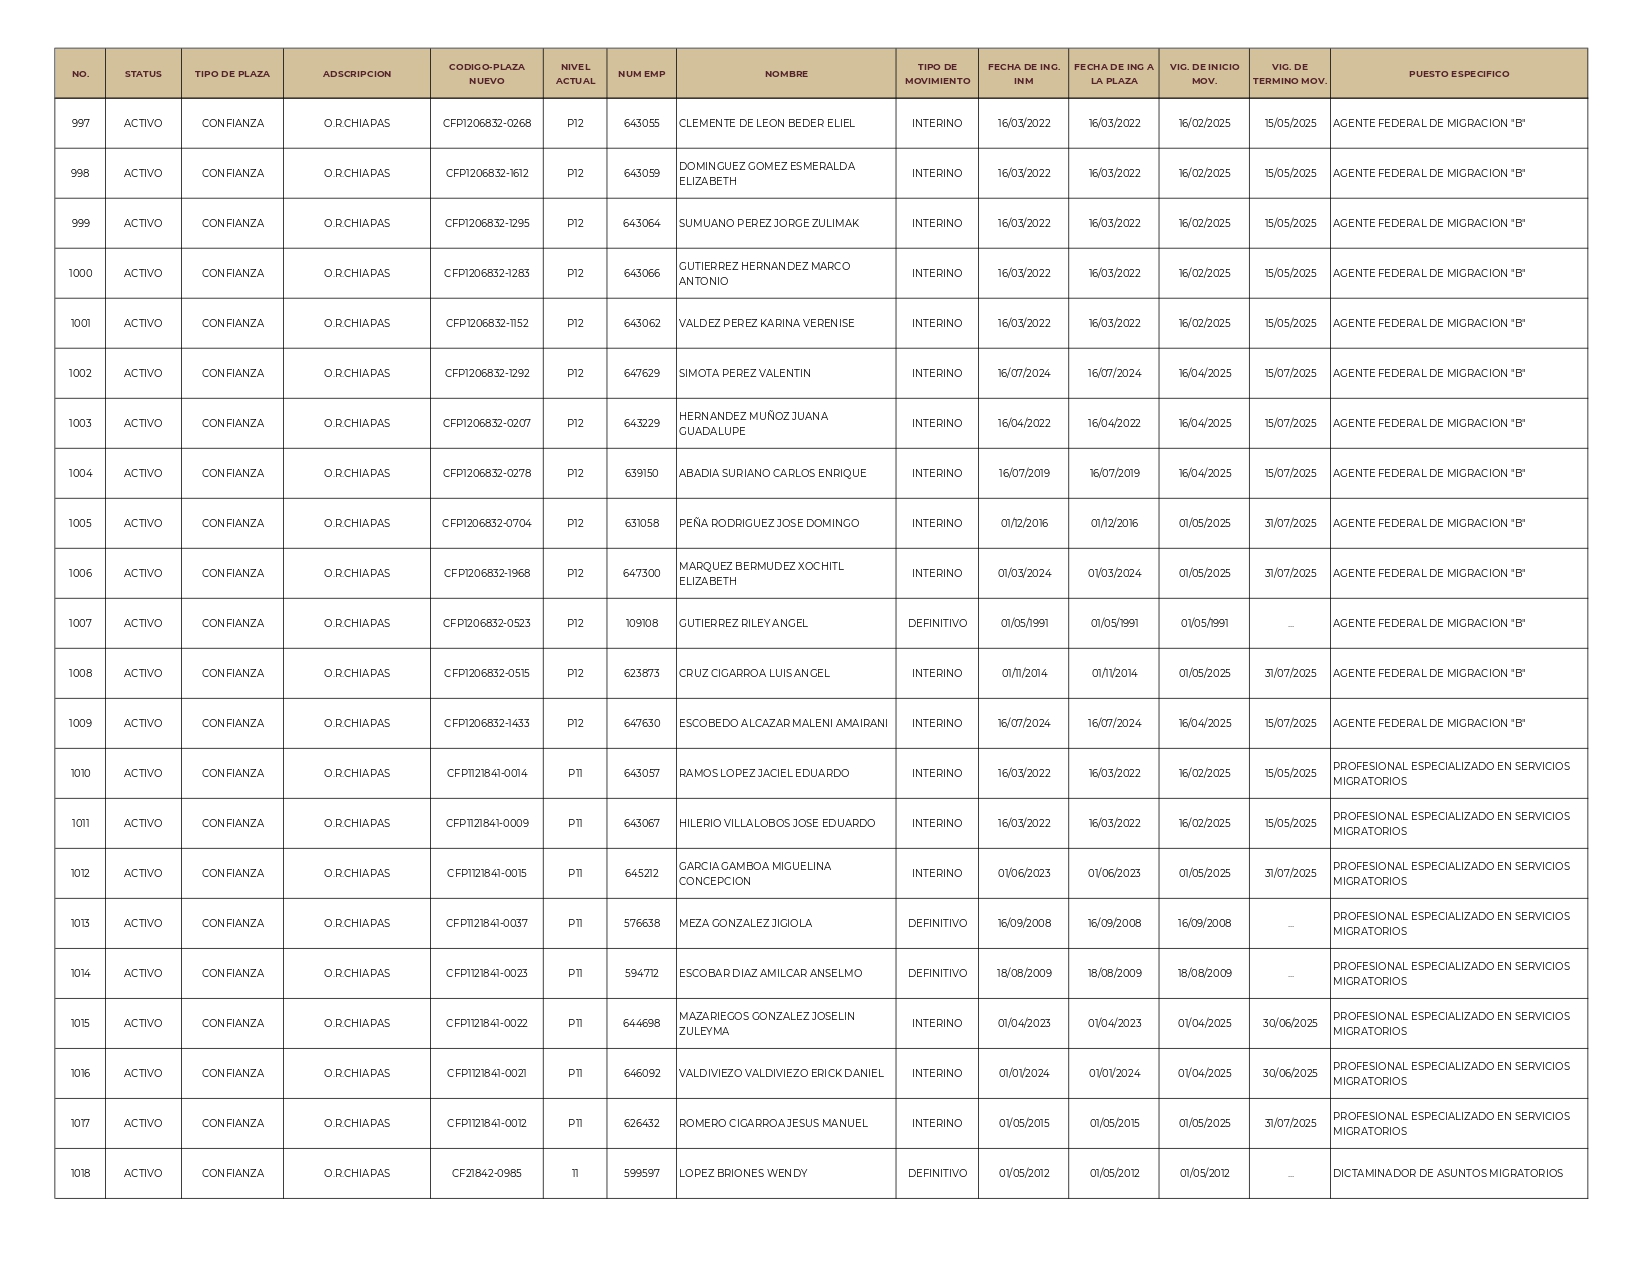 NO. STATUS TIPO DE PLAZA ADSCRIPCION CODIGO-PLAZA NUEVO NIVEL ACTUAL NUM EMP NOMBRE TIPO DE MOVIMIENTO FECHA DE ING. INM FECHA DE ING A LA PLAZA VIG. DE INICIO MOV. VIG. DE TERMINO MOV. PUESTO ESPECIFICO
997 ACTIVO CONFIANZA O.R.CHIAPAS CFP1206832-0268 P12 643055 CLEMENTE DE LEON BEDER ELIEL INTERINO 16/03/2022 16/03/2022 16/02/2025 15/05/2025 AGENTE FEDERAL DE MIGRACION "B"
998 ACTIVO CONFIANZA O.R.CHIAPAS CFP1206832-1612 P12 643059 DOMINGUEZ GOMEZ ESMERALDA ELIZABETH INTERINO 16/03/2022 16/03/2022 16/02/2025 15/05/2025 AGENTE FEDERAL DE MIGRACION "B"
999 ACTIVO CONFIANZA O.R.CHIAPAS CFP1206832-1295 P12 643064 SUMUANO PEREZ JORGE ZULIMAK INTERINO 16/03/2022 16/03/2022 16/02/2025 15/05/2025 AGENTE FEDERAL DE MIGRACION "B"
1000 ACTIVO CONFIANZA O.R.CHIAPAS CFP1206832-1283 P12 643066 GUTIERREZ HERNANDEZ MARCO ANTONIO INTERINO 16/03/2022 16/03/2022 16/02/2025 15/05/2025 AGENTE FEDERAL DE MIGRACION "B"
1001 ACTIVO CONFIANZA O.R.CHIAPAS CFP1206832-1152 P12 643062 VALDEZ PEREZ KARINA VERENISE INTERINO 16/03/2022 16/03/2022 16/02/2025 15/05/2025 AGENTE FEDERAL DE MIGRACION "B"
1002 ACTIVO CONFIANZA O.R.CHIAPAS CFP1206832-1292 P12 647629 SIMOTA PEREZ VALENTIN INTERINO 16/07/2024 16/07/2024 16/04/2025 15/07/2025 AGENTE FEDERAL DE MIGRACION "B"
1003 ACTIVO CONFIANZA O.R.CHIAPAS CFP1206832-0207 P12 643229 HERNANDEZ MUÑOZ JUANA GUADALUPE INTERINO 16/04/2022 16/04/2022 16/04/2025 15/07/2025 AGENTE FEDERAL DE MIGRACION "B"
1004 ACTIVO CONFIANZA O.R.CHIAPAS CFP1206832-0278 P12 639150 ABADIA SURIANO CARLOS ENRIQUE INTERINO 16/07/2019 16/07/2019 16/04/2025 15/07/2025 AGENTE FEDERAL DE MIGRACION "B"
1005 ACTIVO CONFIANZA O.R.CHIAPAS CFP1206832-0704 P12 631058 PEÑA RODRIGUEZ JOSE DOMINGO INTERINO 01/12/2016 01/12/2016 01/05/2025 31/07/2025 AGENTE FEDERAL DE MIGRACION "B"
1006 ACTIVO CONFIANZA O.R.CHIAPAS CFP1206832-1968 P12 647300 MARQUEZ BERMUDEZ XOCHITL ELIZABETH INTERINO 01/03/2024 01/03/2024 01/05/2025 31/07/2025 AGENTE FEDERAL DE MIGRACION "B"
1007 ACTIVO CONFIANZA O.R.CHIAPAS CFP1206832-0523 P12 109108 GUTIERREZ RILEY ANGEL DEFINITIVO 01/05/1991 01/05/1991 01/05/1991 ... AGENTE FEDERAL DE MIGRACION "B"
1008 ACTIVO CONFIANZA O.R.CHIAPAS CFP1206832-0515 P12 623873 CRUZ CIGARROA LUIS ANGEL INTERINO 01/11/2014 01/11/2014 01/05/2025 31/07/2025 AGENTE FEDERAL DE MIGRACION "B"
1009 ACTIVO CONFIANZA O.R.CHIAPAS CFP1206832-1433 P12 647630 ESCOBEDO ALCAZAR MALENI AMAIRANI INTERINO 16/07/2024 16/07/2024 16/04/2025 15/07/2025 AGENTE FEDERAL DE MIGRACION "B"
1010 ACTIVO CONFIANZA O.R.CHIAPAS CFP1121841-0014 P11 643057 RAMOS LOPEZ JACIEL EDUARDO INTERINO 16/03/2022 16/03/2022 16/02/2025 15/05/2025 PROFESIONAL ESPECIALIZADO EN SERVICIOS MIGRATORIOS
1011 ACTIVO CONFIANZA O.R.CHIAPAS CFP1121841-0009 P11 643067 HILERIO VILLALOBOS JOSE EDUARDO INTERINO 16/03/2022 16/03/2022 16/02/2025 15/05/2025 PROFESIONAL ESPECIALIZADO EN SERVICIOS MIGRATORIOS
1012 ACTIVO CONFIANZA O.R.CHIAPAS CFP1121841-0015 P11 645212 GARCIA GAMBOA MIGUELINA CONCEPCION INTERINO 01/06/2023 01/06/2023 01/05/2025 31/07/2025 PROFESIONAL ESPECIALIZADO EN SERVICIOS MIGRATORIOS
1013 ACTIVO CONFIANZA O.R.CHIAPAS CFP1121841-0037 P11 576638 MEZA GONZALEZ JIGIOLA DEFINITIVO 16/09/2008 16/09/2008 16/09/2008 ... PROFESIONAL ESPECIALIZADO EN SERVICIOS MIGRATORIOS
1014 ACTIVO CONFIANZA O.R.CHIAPAS CFP1121841-0023 P11 594712 ESCOBAR DIAZ AMILCAR ANSELMO DEFINITIVO 18/08/2009 18/08/2009 18/08/2009 ... PROFESIONAL ESPECIALIZADO EN SERVICIOS MIGRATORIOS
1015 ACTIVO CONFIANZA O.R.CHIAPAS CFP1121841-0022 P11 644698 MAZARIEGOS GONZALEZ JOSELIN ZULEYMA INTERINO 01/04/2023 01/04/2023 01/04/2025 30/06/2025 PROFESIONAL ESPECIALIZADO EN SERVICIOS MIGRATORIOS
1016 ACTIVO CONFIANZA O.R.CHIAPAS CFP1121841-0021 P11 646092 VALDIVIEZO VALDIVIEZO ERICK DANIEL INTERINO 01/01/2024 01/01/2024 01/04/2025 30/06/2025 PROFESIONAL ESPECIALIZADO EN SERVICIOS MIGRATORIOS
1017 ACTIVO CONFIANZA O.R.CHIAPAS CFP1121841-0012 P11 626432 ROMERO CIGARROA JESUS MANUEL INTERINO 01/05/2015 01/05/2015 01/05/2025 31/07/2025 PROFESIONAL ESPECIALIZADO EN SERVICIOS MIGRATORIOS
1018 ACTIVO CONFIANZA O.R.CHIAPAS CF21842-0985 11 599597 LOPEZ BRIONES WENDY DEFINITIVO 01/05/2012 01/05/2012 01/05/2012 ... DICTAMINADOR DE ASUNTOS MIGRATORIOS